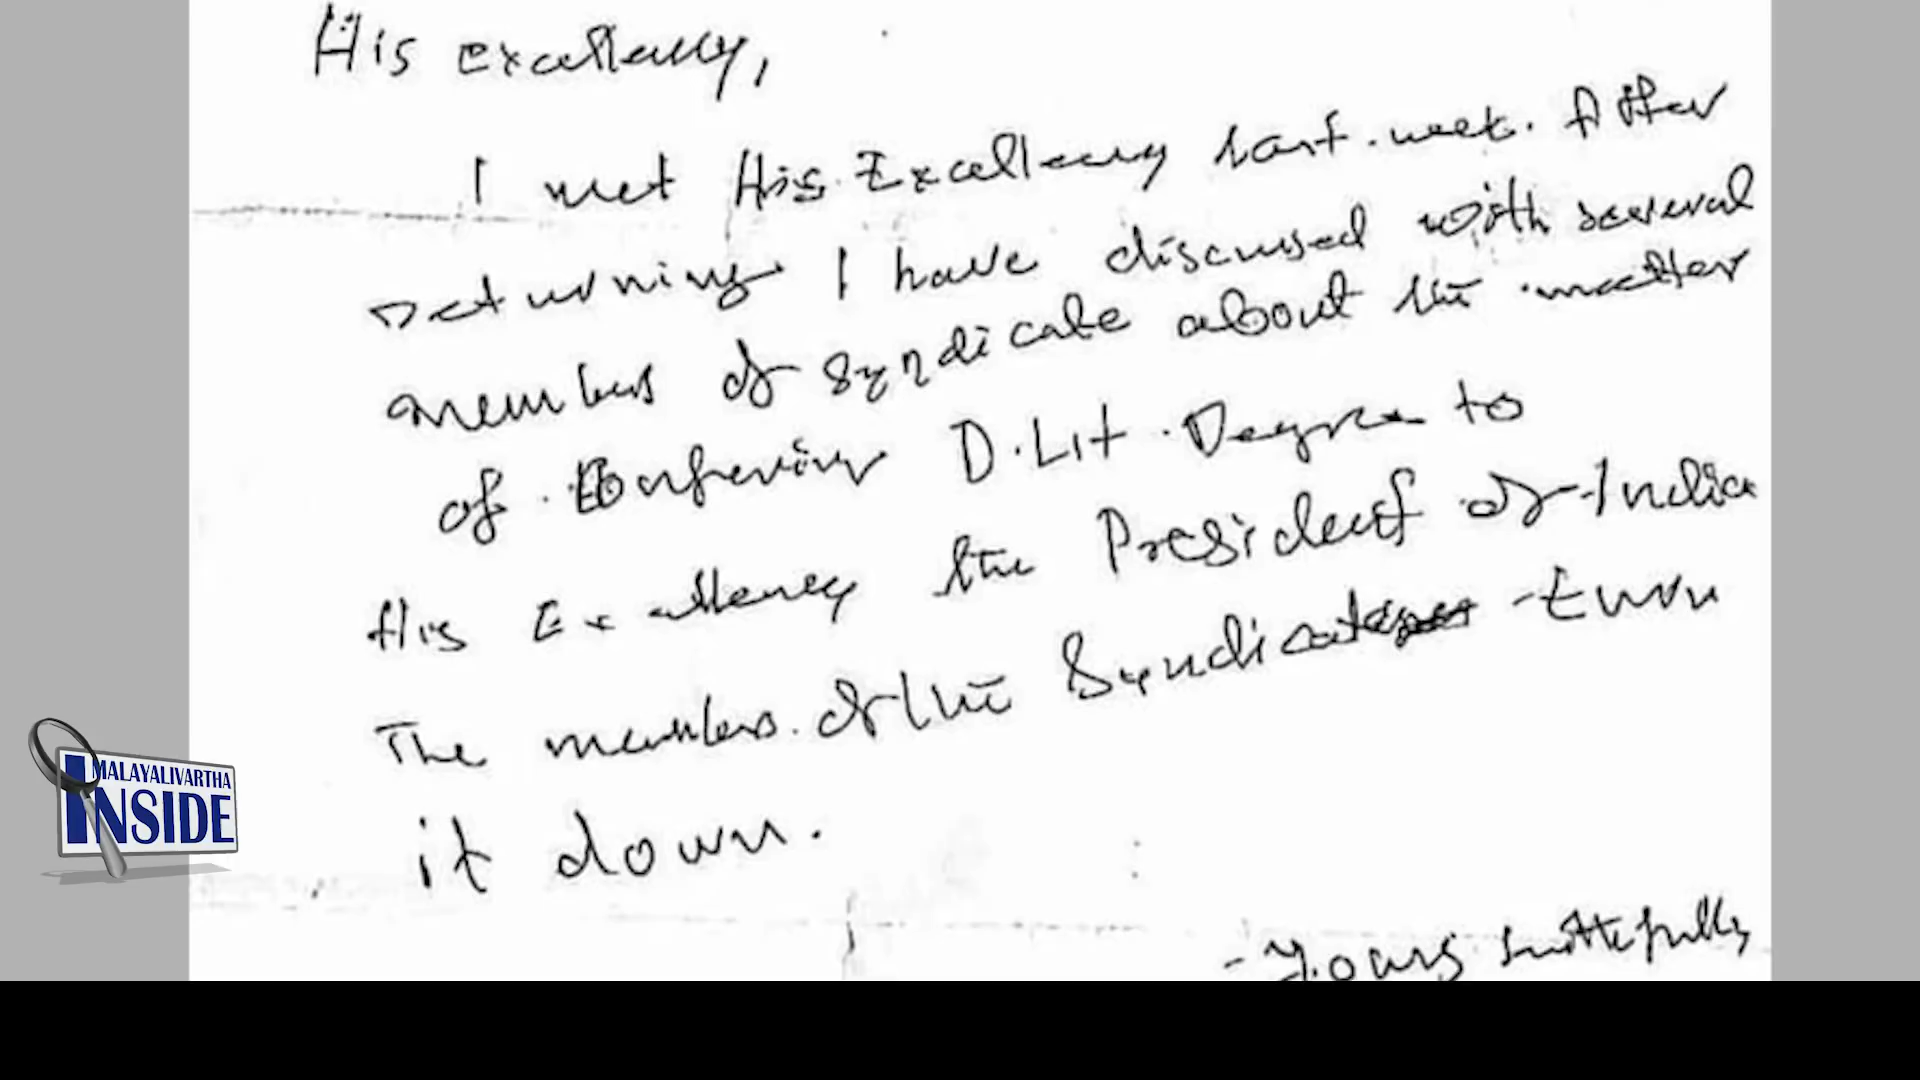 His Excellency,
I met His Excellency last week. After
returning I have discussed with several
members of Syndicate about the matter
of Conferring D.Lit. Degree to
His Excellency the President of India
The members of the Syndicate Turn
it down.
Yours faithfully
MALAYALIVARTHA
INSIDE